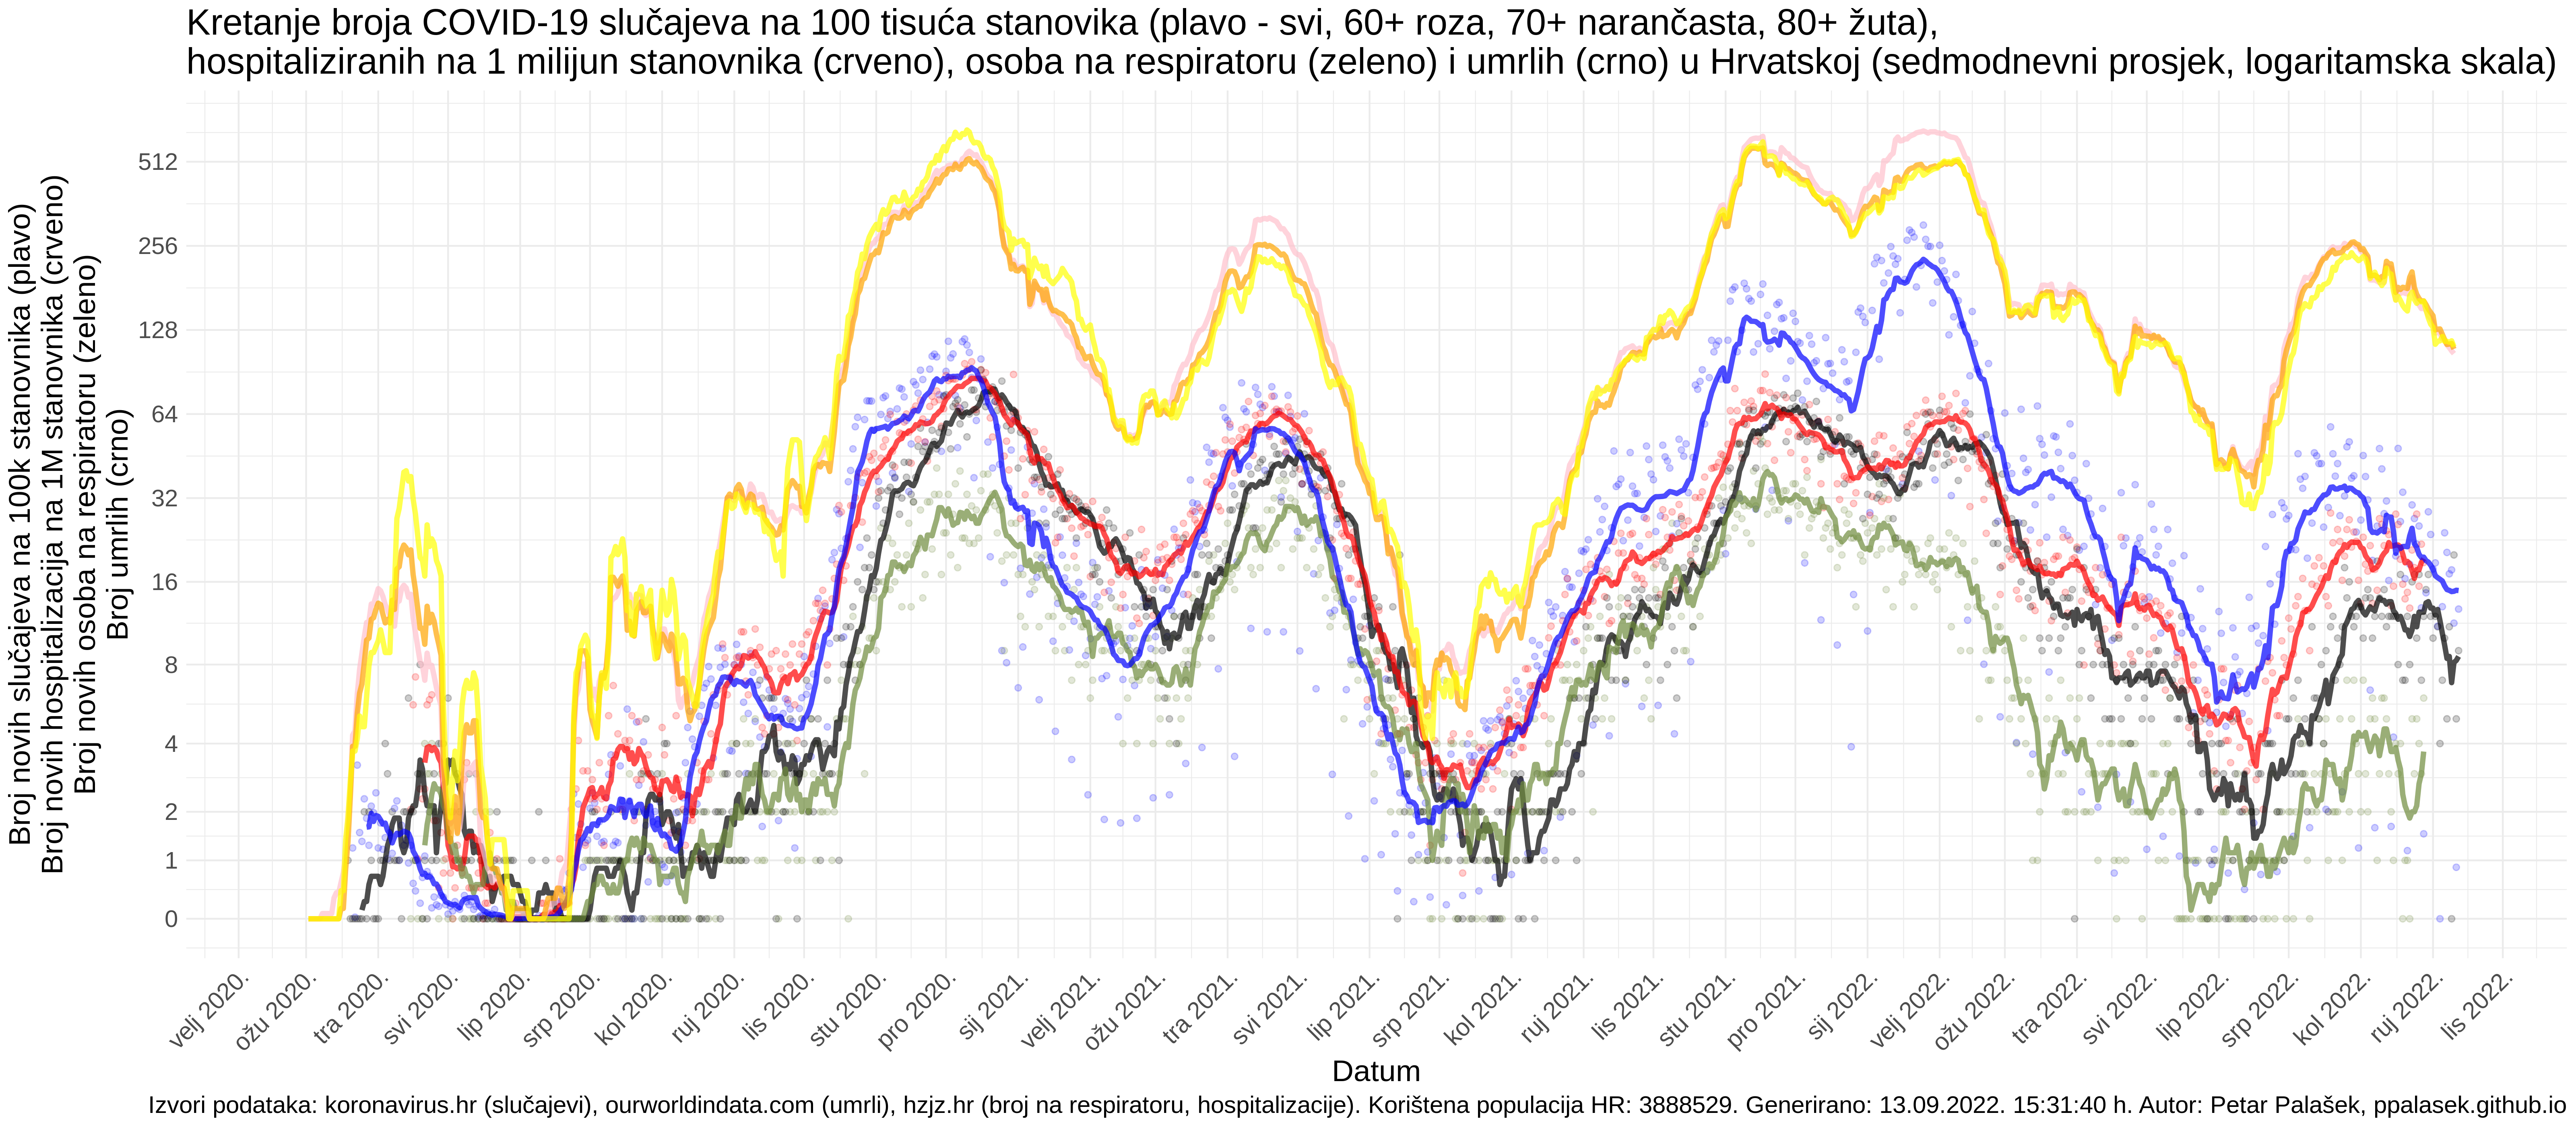 Kretanje broja COVID-19 slučajeva na 100 tisuća stanovika (plavo - svi, 60+ roza, 70+ narančasta, 80+ žuta),
hospitaliziranih na 1 milijun stanovnika (crveno), osoba na respiratoru (zeleno) i umrlih (crno) u Hrvatskoj (sedmodnevni prosjek, logaritamska skala)
Broj novih slučajeva na 100k stanovnika (plavo)
Broj novih hospitalizacija na 1M stanovnika (crveno)
Broj novih osoba na respiratoru (zeleno)
Broj umrlih (crno)
512
256
128
64
32
16
8
4
2
1
0
velj 2020.
ožu 2020.
tra 2020.
svi 2020.
lip 2020.
srp 2020.
kol 2020.
ruj 2020.
lis 2020.
stu 2020.
pro 2020.
sij 2021.
velj 2021.
ožu 2021.
tra 2021.
svi 2021.
lip 2021.
srp 2021.
kol 2021.
ruj 2021.
lis 2021.
stu 2021.
pro 2021.
sij 2022.
velj 2022.
ožu 2022.
tra 2022.
svi 2022.
lip 2022.
srp 2022.
kol 2022.
ruj 2022.
lis 2022.
Datum
Izvori podataka: koronavirus.hr (slučajevi), ourworldindata.com (umrli), hzjz.hr (broj na respiratoru, hospitalizacije). Korištena populacija HR: 3888529. Generirano: 13.09.2022. 15:31:40 h. Autor: Petar Palašek, ppalasek.github.io